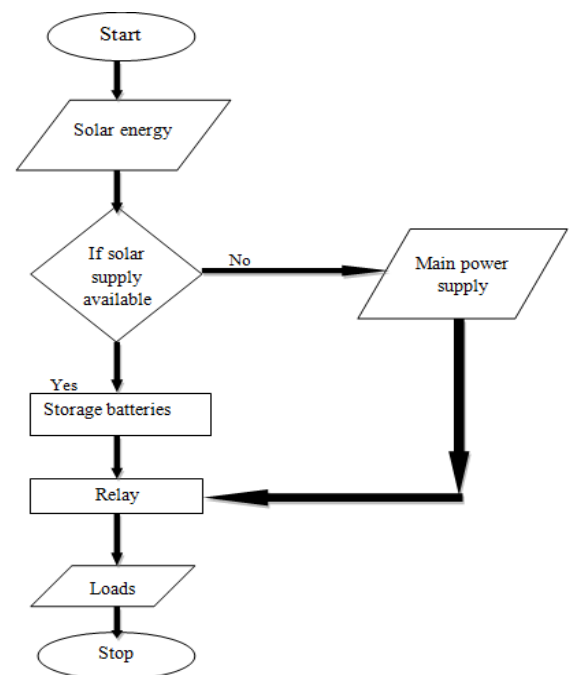 Start
Solar energy
If solar
supply
available
No
Main power
supply
Yes
Storage batteries
Relay
Loads
Stop